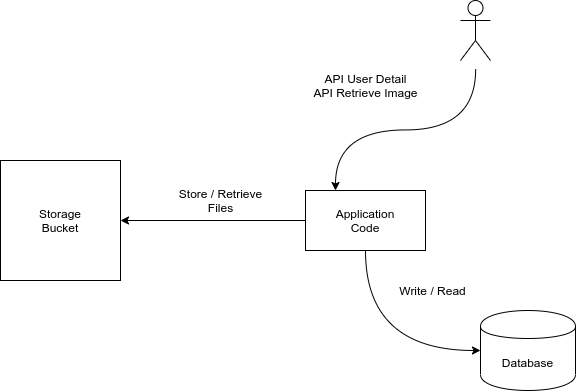 API User Detail
API Retrieve Image
Store / Retrieve
Files
Storage
Bucket
Application
Code
Write / Read
Database